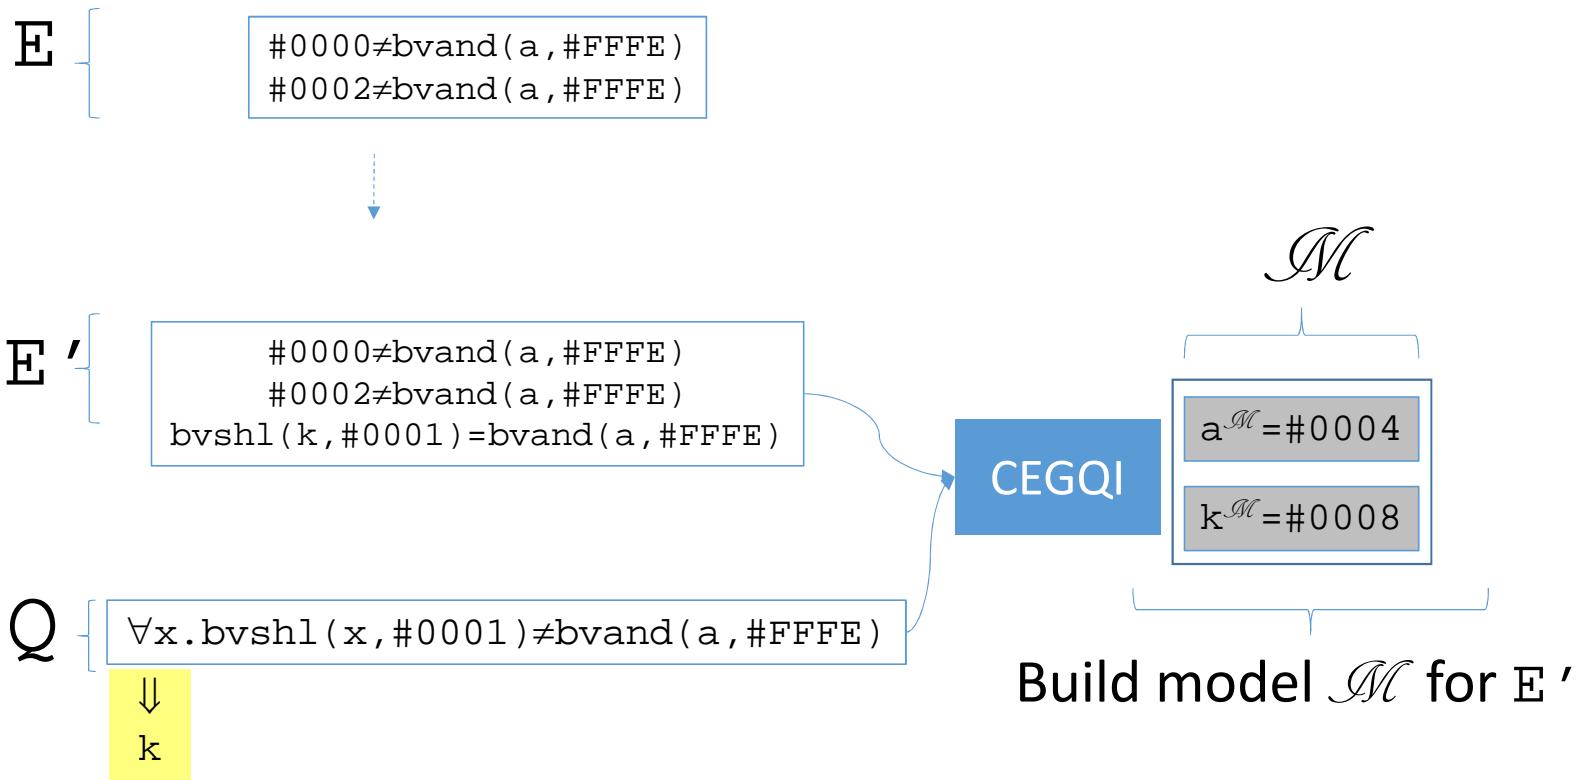 E
#0000≠bvand(a,#FFFE)
#0002≠bvand(a,#FFFE)
E'
#0000≠bvand(a,#FFFE)
#0002≠bvand(a,#FFFE)
bvshl(k,#0001)=bvand(a,#FFFE)
CEGQI
ℳ
aℳ=#0004
kℳ=#0008
Q
∀x.bvshl(x,#0001)≠bvand(a,#FFFE)
⇓
k
Build model ℳ for E'